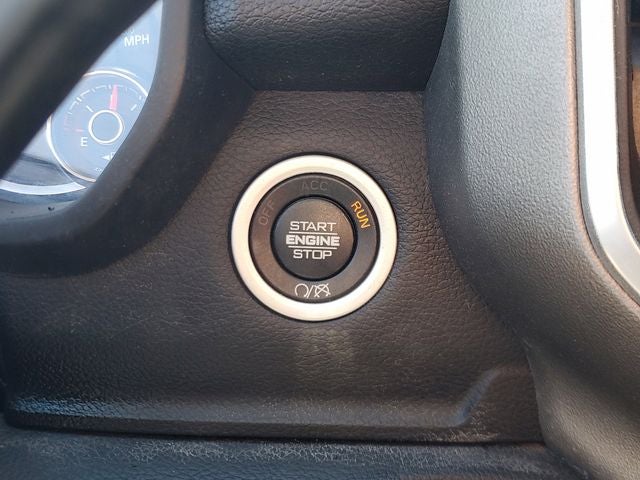 MPH
E
OFF ACC RUN
START
ENGINE
STOP